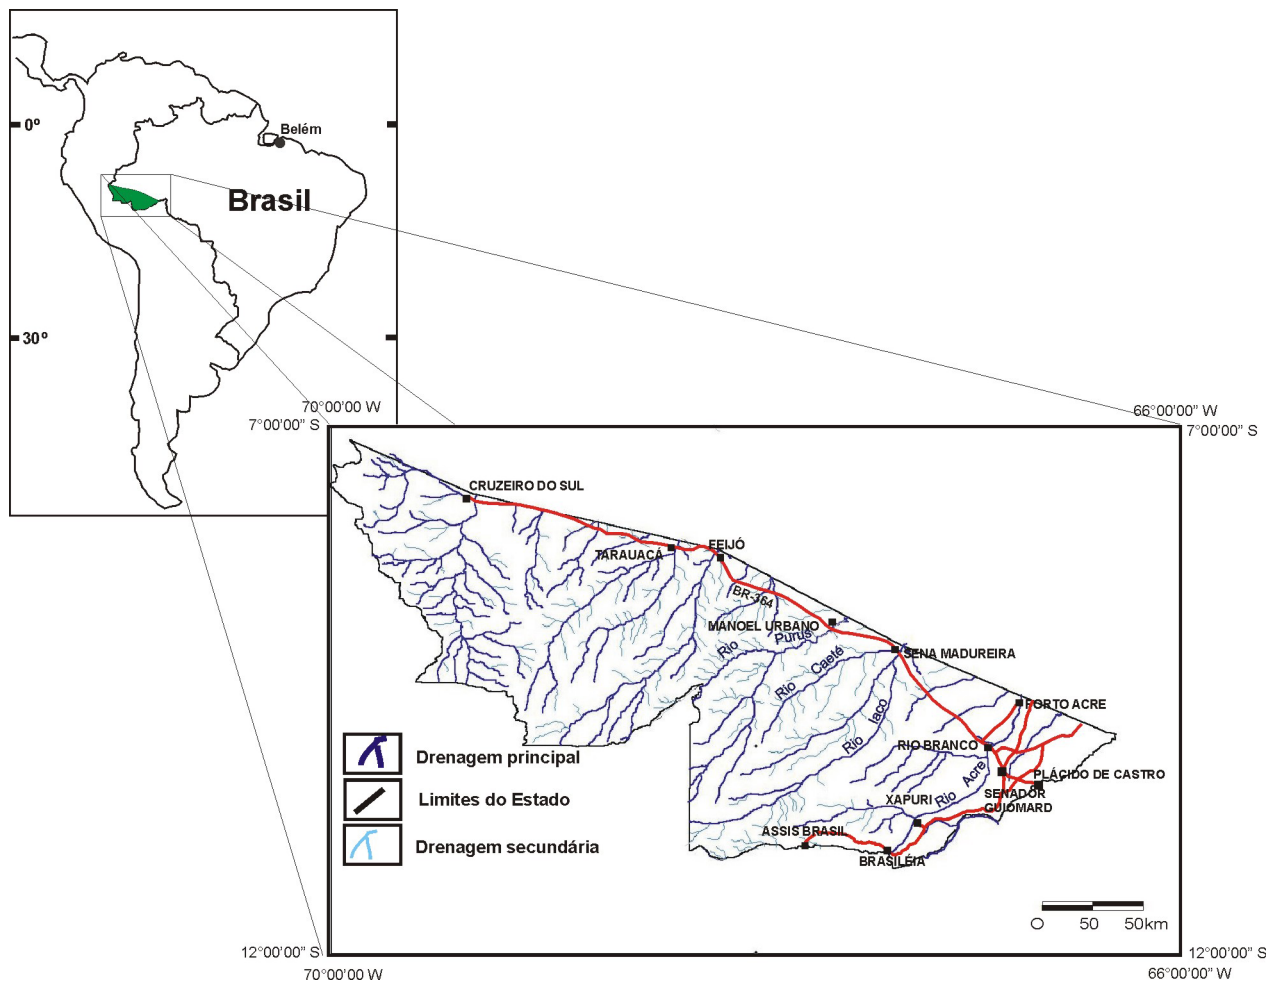 Belém
0º
Brasil
30º
70°00'00 W
7°00'00" S
66°00'00" W
7°00'00" S
CRUZEIRO DO SUL
TARAUACÁ
FEIJÓ
BR-364
MANOEL URBANO
Rio Purus
SENA MADUREIRA
Rio Caeté
Rio Iaco
PORTO ACRE
RIO BRANCO
Drenagem principal
PLÁCIDO DE CASTRO
Rio Acre
SENADOR
GUIOMARD
XAPURI
Limites do Estado
ASSIS BRASIL
Drenagem secundária
BRASILÉIA
O 50 50km
12°00'00" S
12°00'00" S
70°00'00 W
66°00'00" W